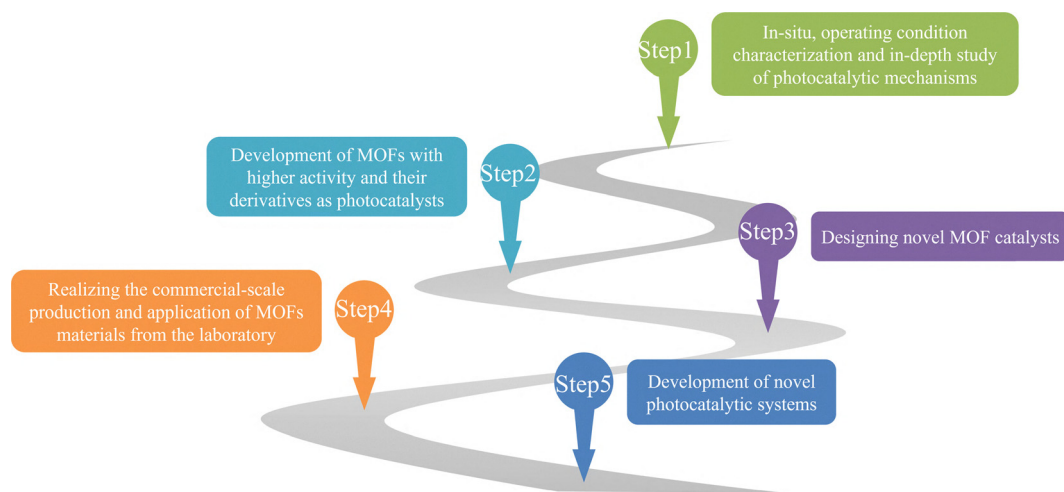 Step1
In-situ, operating condition
characterization and in-depth study
of photocatalytic mechanisms
Development of MOFs with
higher activity and their
derivatives as photocatalysts
Step2
Step3
Designing novel MOF catalysts
Realizing the commercial-scale
production and application of MOFs
materials from the laboratory
Step4
Step5
Development of novel
photocatalytic systems